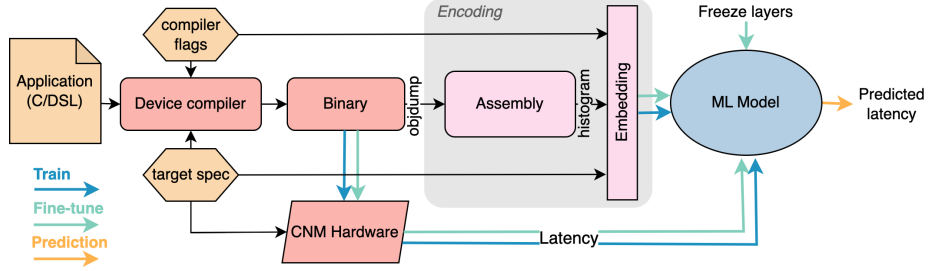 Encoding
compiler
flags
Freeze layers
Application
(C/DSL)
Device compiler
Binary
objdump
Assembly
histogram
Embedding
ML Model
Predicted
latency
Train
Fine-tune
Prediction
target spec
CNM Hardware
Latency